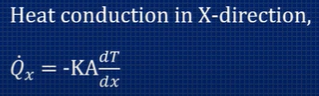 Heat conduction in X-direction,
Q̇ₓ = -KA dT/dx